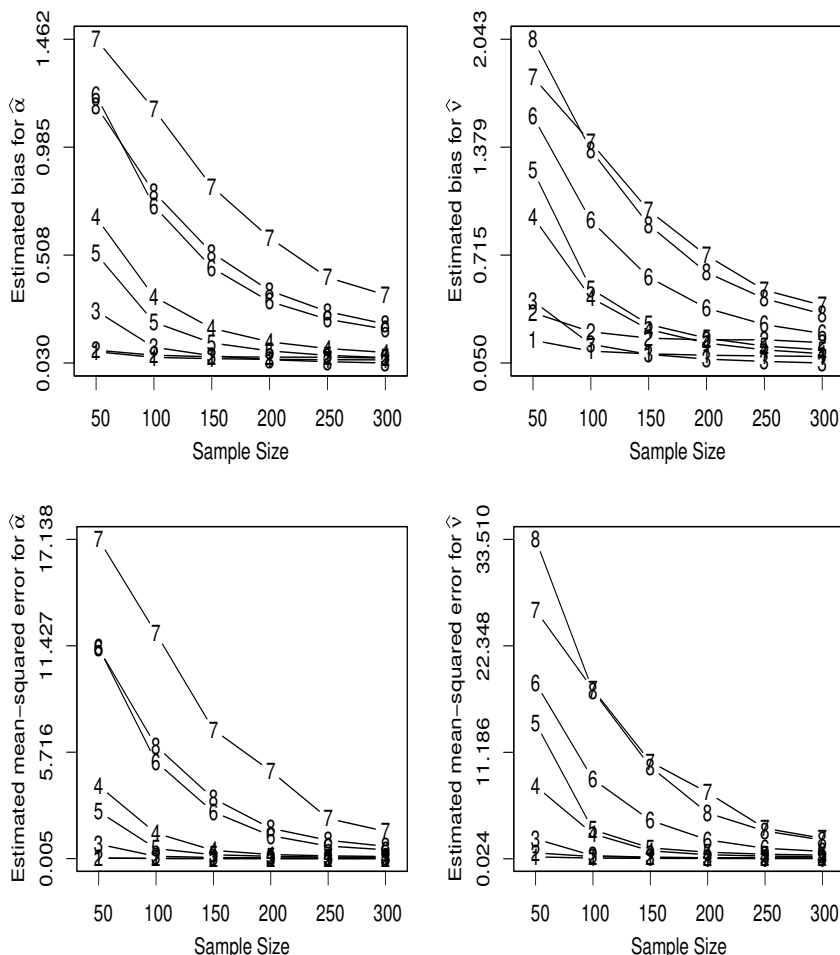 Estimated bias for α̂
0.030 0.508 0.985 1.462
50 100 150 200 250 300
Sample Size
Estimated bias for ν̂
0.050 0.715 1.379 2.043
50 100 150 200 250 300
Sample Size
Estimated mean−squared error for α̂
0.005 5.716 11.427 17.138
50 100 150 200 250 300
Sample Size
Estimated mean−squared error for ν̂
0.024 11.186 22.348 33.510
50 100 150 200 250 300
Sample Size